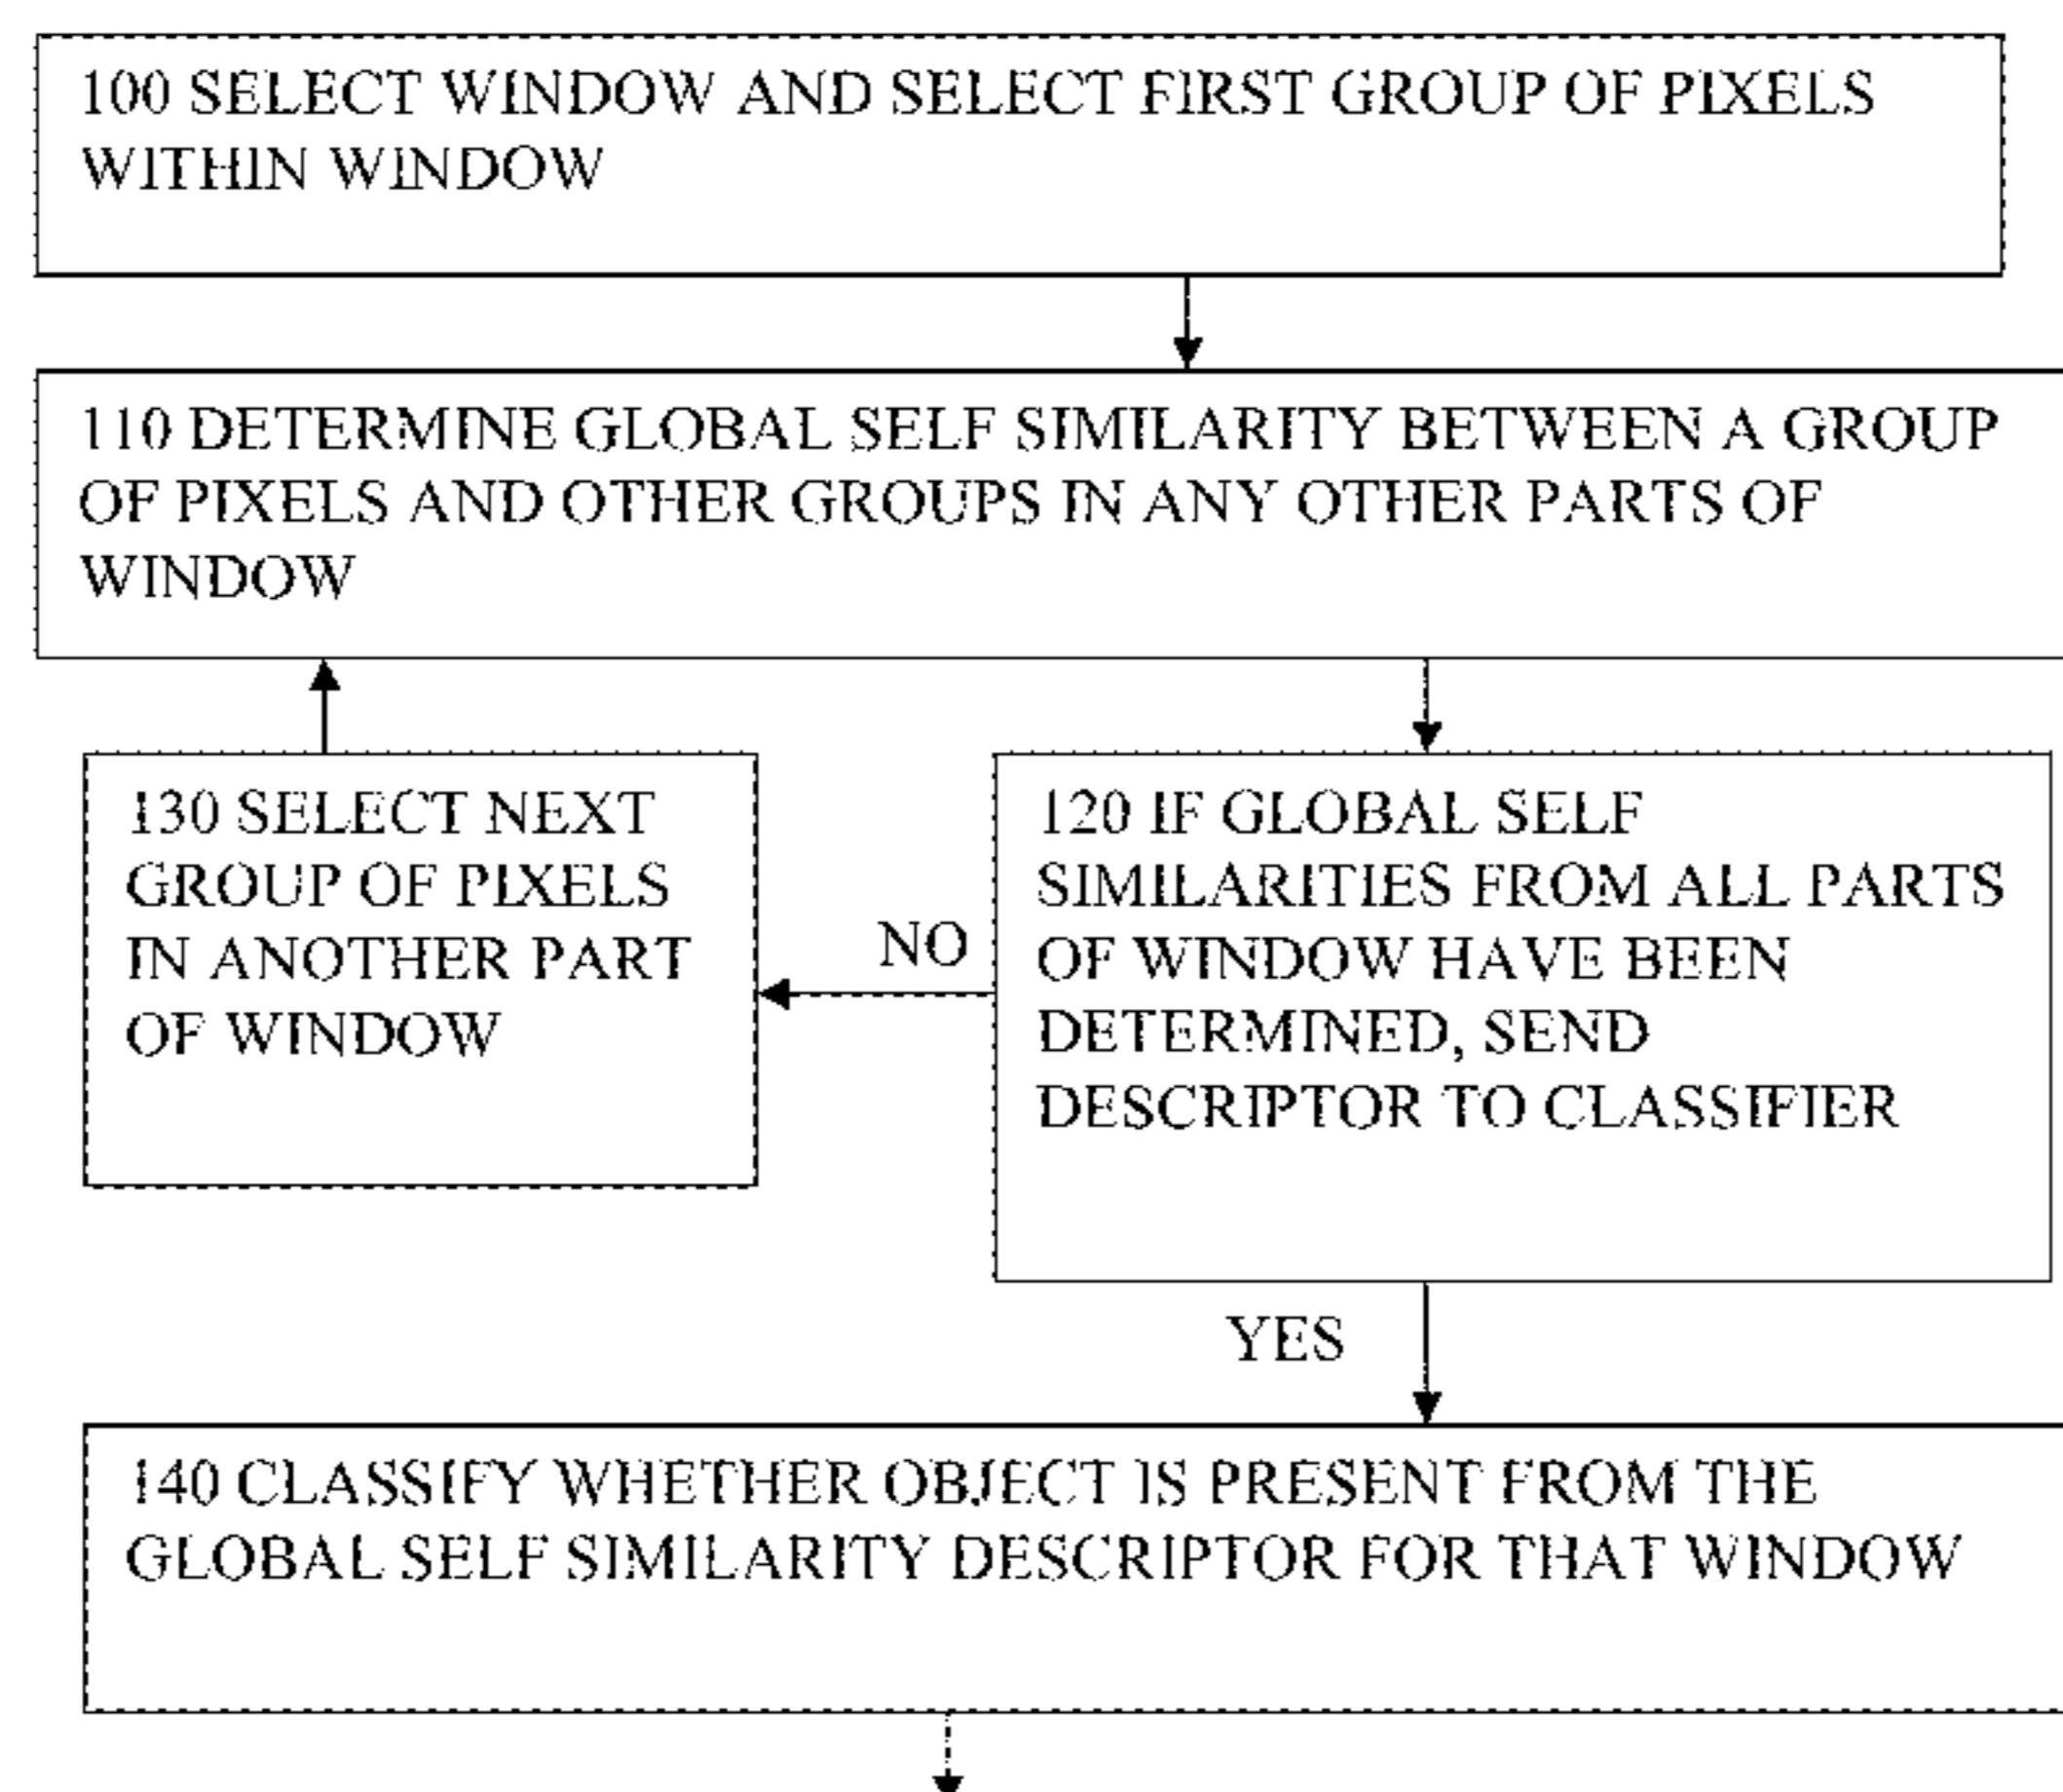 100 SELECT WINDOW AND SELECT FIRST GROUP OF PIXELS
WITHIN WINDOW
110 DETERMINE GLOBAL SELF SIMILARITY BETWEEN A GROUP
OF PIXELS AND OTHER GROUPS IN ANY OTHER PARTS OF
WINDOW
130 SELECT NEXT
GROUP OF PIXELS
IN ANOTHER PART
OF WINDOW
NO
120 IF GLOBAL SELF
SIMILARITIES FROM ALL PARTS
OF WINDOW HAVE BEEN
DETERMINED, SEND
DESCRIPTOR TO CLASSIFIER
YES
140 CLASSIFY WHETHER OBJECT IS PRESENT FROM THE
GLOBAL SELF SIMILARITY DESCRIPTOR FOR THAT WINDOW